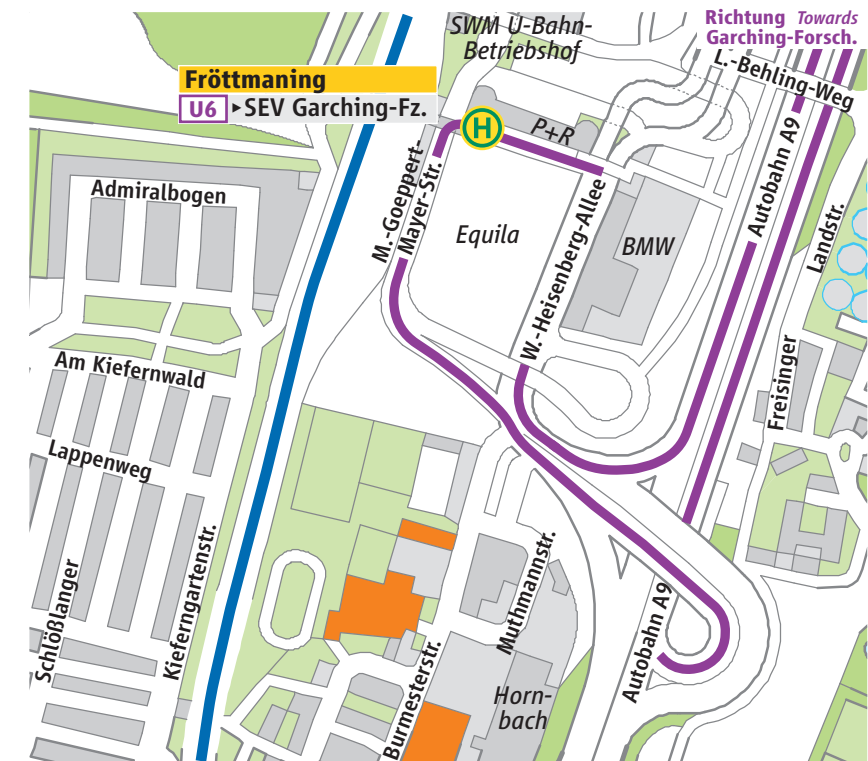 SWM U-Bahn-
Betriebshof
Richtung Towards
Garching-Forsch.
L.-Behling-Weg
Fröttmaning
U6 ▸SEV Garching-Fz.
H
P+R
Autobahn A9
Admiralbogen
M.-Goeppert-
Mayer-Str.
Equila
W.-Heisenberg-Allee
BMW
Landstr.
Freisinger
Am Kiefernwald
Lappenweg
Schlößlanger
Kieferngartenstr.
Muthmannstr.
Burmesterstr.
Horn-
bach
Autobahn A9